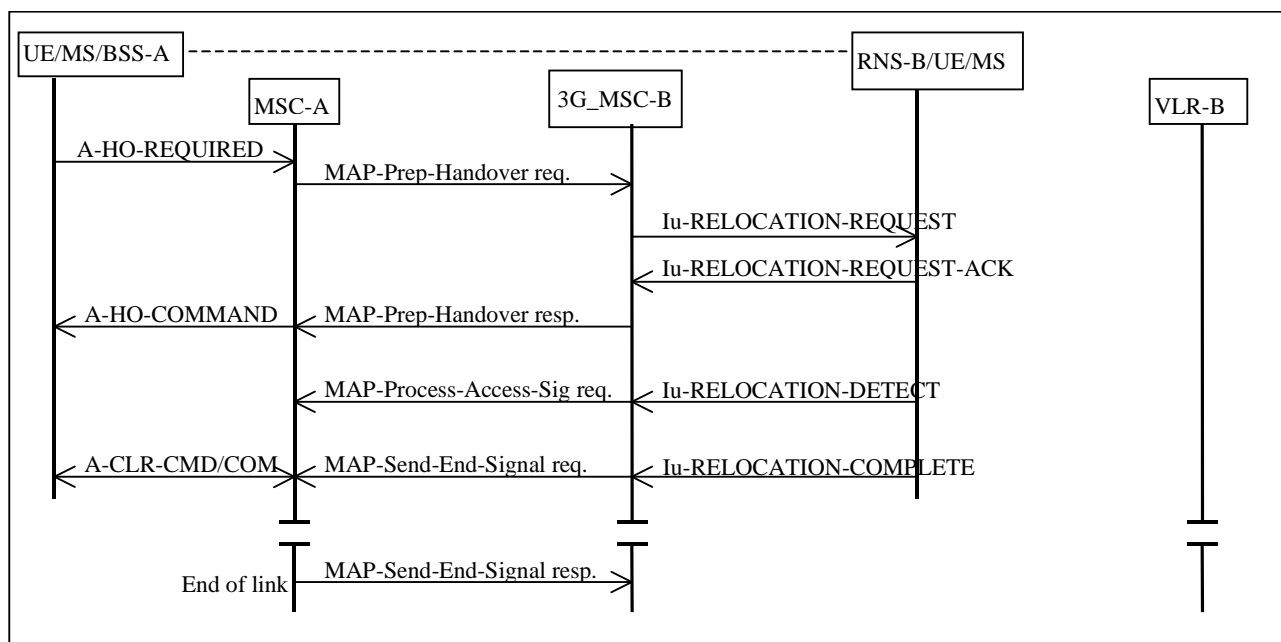 UE/MS/BSS-A
RNS-B/UE/MS
MSC-A
3G_MSC-B
VLR-B
A-HO-REQUIRED
MAP-Prep-Handover req.
Iu-RELOCATION-REQUEST
Iu-RELOCATION-REQUEST-ACK
A-HO-COMMAND
MAP-Prep-Handover resp.
MAP-Process-Access-Sig req.
Iu-RELOCATION-DETECT
A-CLR-CMD/COM
MAP-Send-End-Signal req.
Iu-RELOCATION-COMPLETE
End of link
MAP-Send-End-Signal resp.